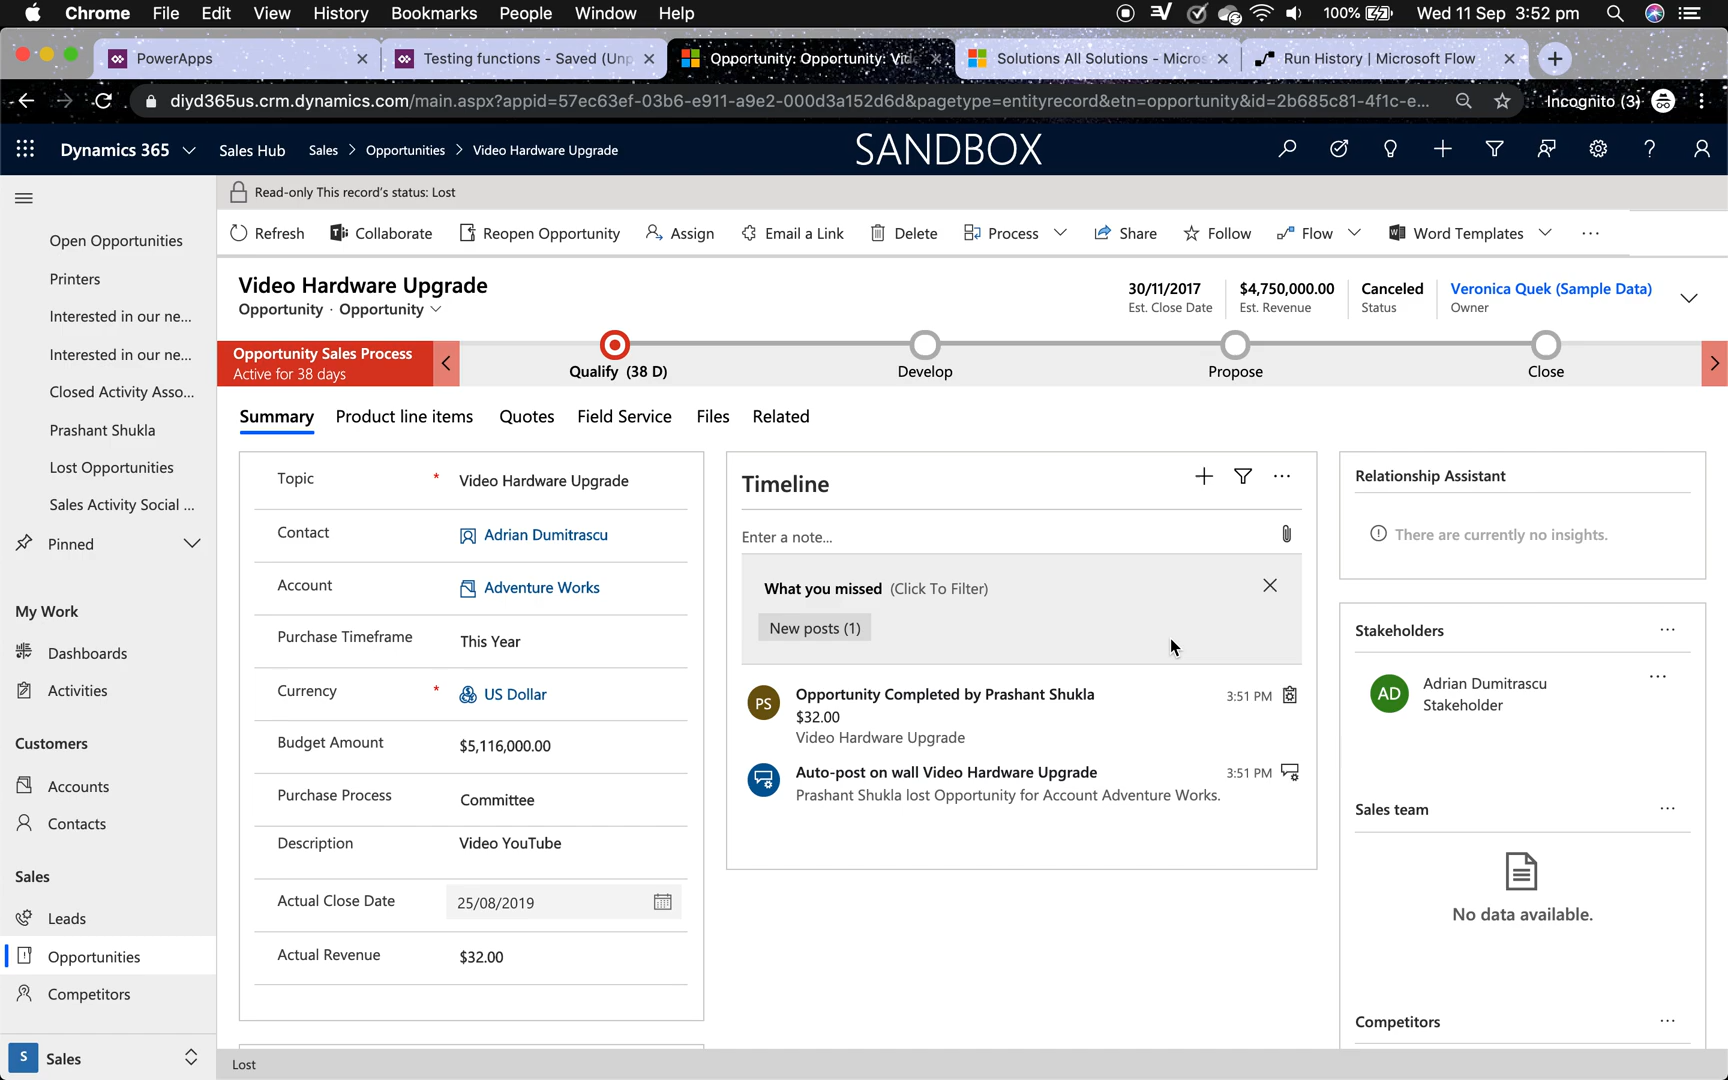 Chrome File Edit View History Bookmarks People Window Help 100% Wed 11 Sep 3:52 pm
PowerApps
Testing functions - Saved (Unp
Opportunity: Opportunity: Vid
Solutions All Solutions - Micros
Run History | Microsoft Flow
diyd365us.crm.dynamics.com/main.aspx?appid=57ec63ef-03b6-e911-a9e2-000d3a152d6d&pagetype=entityrecord&etn=opportunity&id=2b685c81-4f1c-e...
Incognito (3)
Dynamics 365 Sales Hub Sales > Opportunities > Video Hardware Upgrade
SANDBOX
Read-only This record's status: Lost
Refresh Collaborate Reopen Opportunity Assign Email a Link Delete Process Share Follow Flow Word Templates
Open Opportunities
Printers
Interested in our ne...
Interested in our ne...
Closed Activity Asso...
Prashant Shukla
Lost Opportunities
Sales Activity Social ...
Pinned
My Work
Dashboards
Activities
Customers
Accounts
Contacts
Sales
Leads
Opportunities
Competitors
S Sales
Video Hardware Upgrade
Opportunity · Opportunity
30/11/2017
Est. Close Date
$4,750,000.00
Est. Revenue
Canceled
Status
Veronica Quek (Sample Data)
Owner
Opportunity Sales Process
Active for 38 days
Qualify (38 D)
Develop
Propose
Close
Summary Product line items Quotes Field Service Files Related
Topic * Video Hardware Upgrade
Contact Adrian Dumitrascu
Account Adventure Works
Purchase Timeframe This Year
Currency * US Dollar
Budget Amount $5,116,000.00
Purchase Process Committee
Description Video YouTube
Actual Close Date 25/08/2019
Actual Revenue $32.00
Timeline
Enter a note...
What you missed (Click To Filter)
New posts (1)
PS Opportunity Completed by Prashant Shukla 3:51 PM
$32.00
Video Hardware Upgrade
Auto-post on wall Video Hardware Upgrade 3:51 PM
Prashant Shukla lost Opportunity for Account Adventure Works.
Relationship Assistant
There are currently no insights.
Stakeholders
AD Adrian Dumitrascu
Stakeholder
Sales team
No data available.
Competitors
Lost